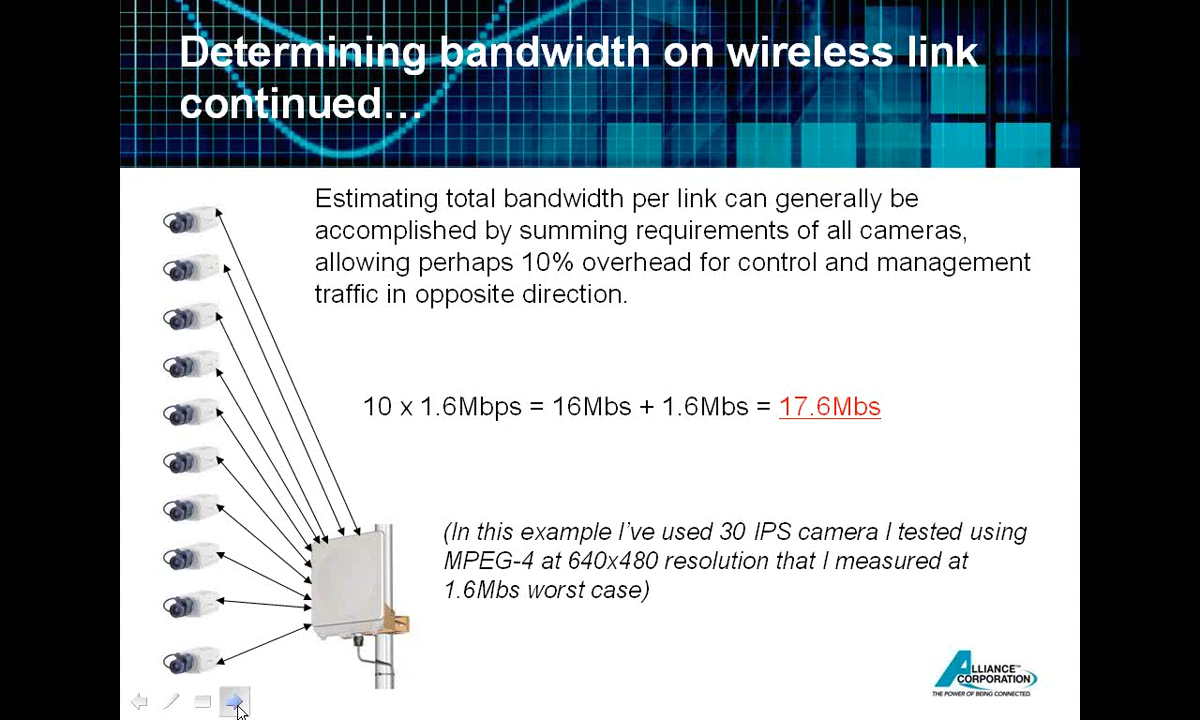 Determining bandwidth on wireless link
continued...
Estimating total bandwidth per link can generally be
accomplished by summing requirements of all cameras,
allowing perhaps 10% overhead for control and management
traffic in opposite direction.
10 x 1.6Mbps = 16Mbs + 1.6Mbs = 17.6Mbs
(In this example I've used 30 IPS camera I tested using
MPEG-4 at 640x480 resolution that I measured at
1.6Mbs worst case)
ALLIANCE™
CORPORATION
THE POWER OF BEING CONNECTED.